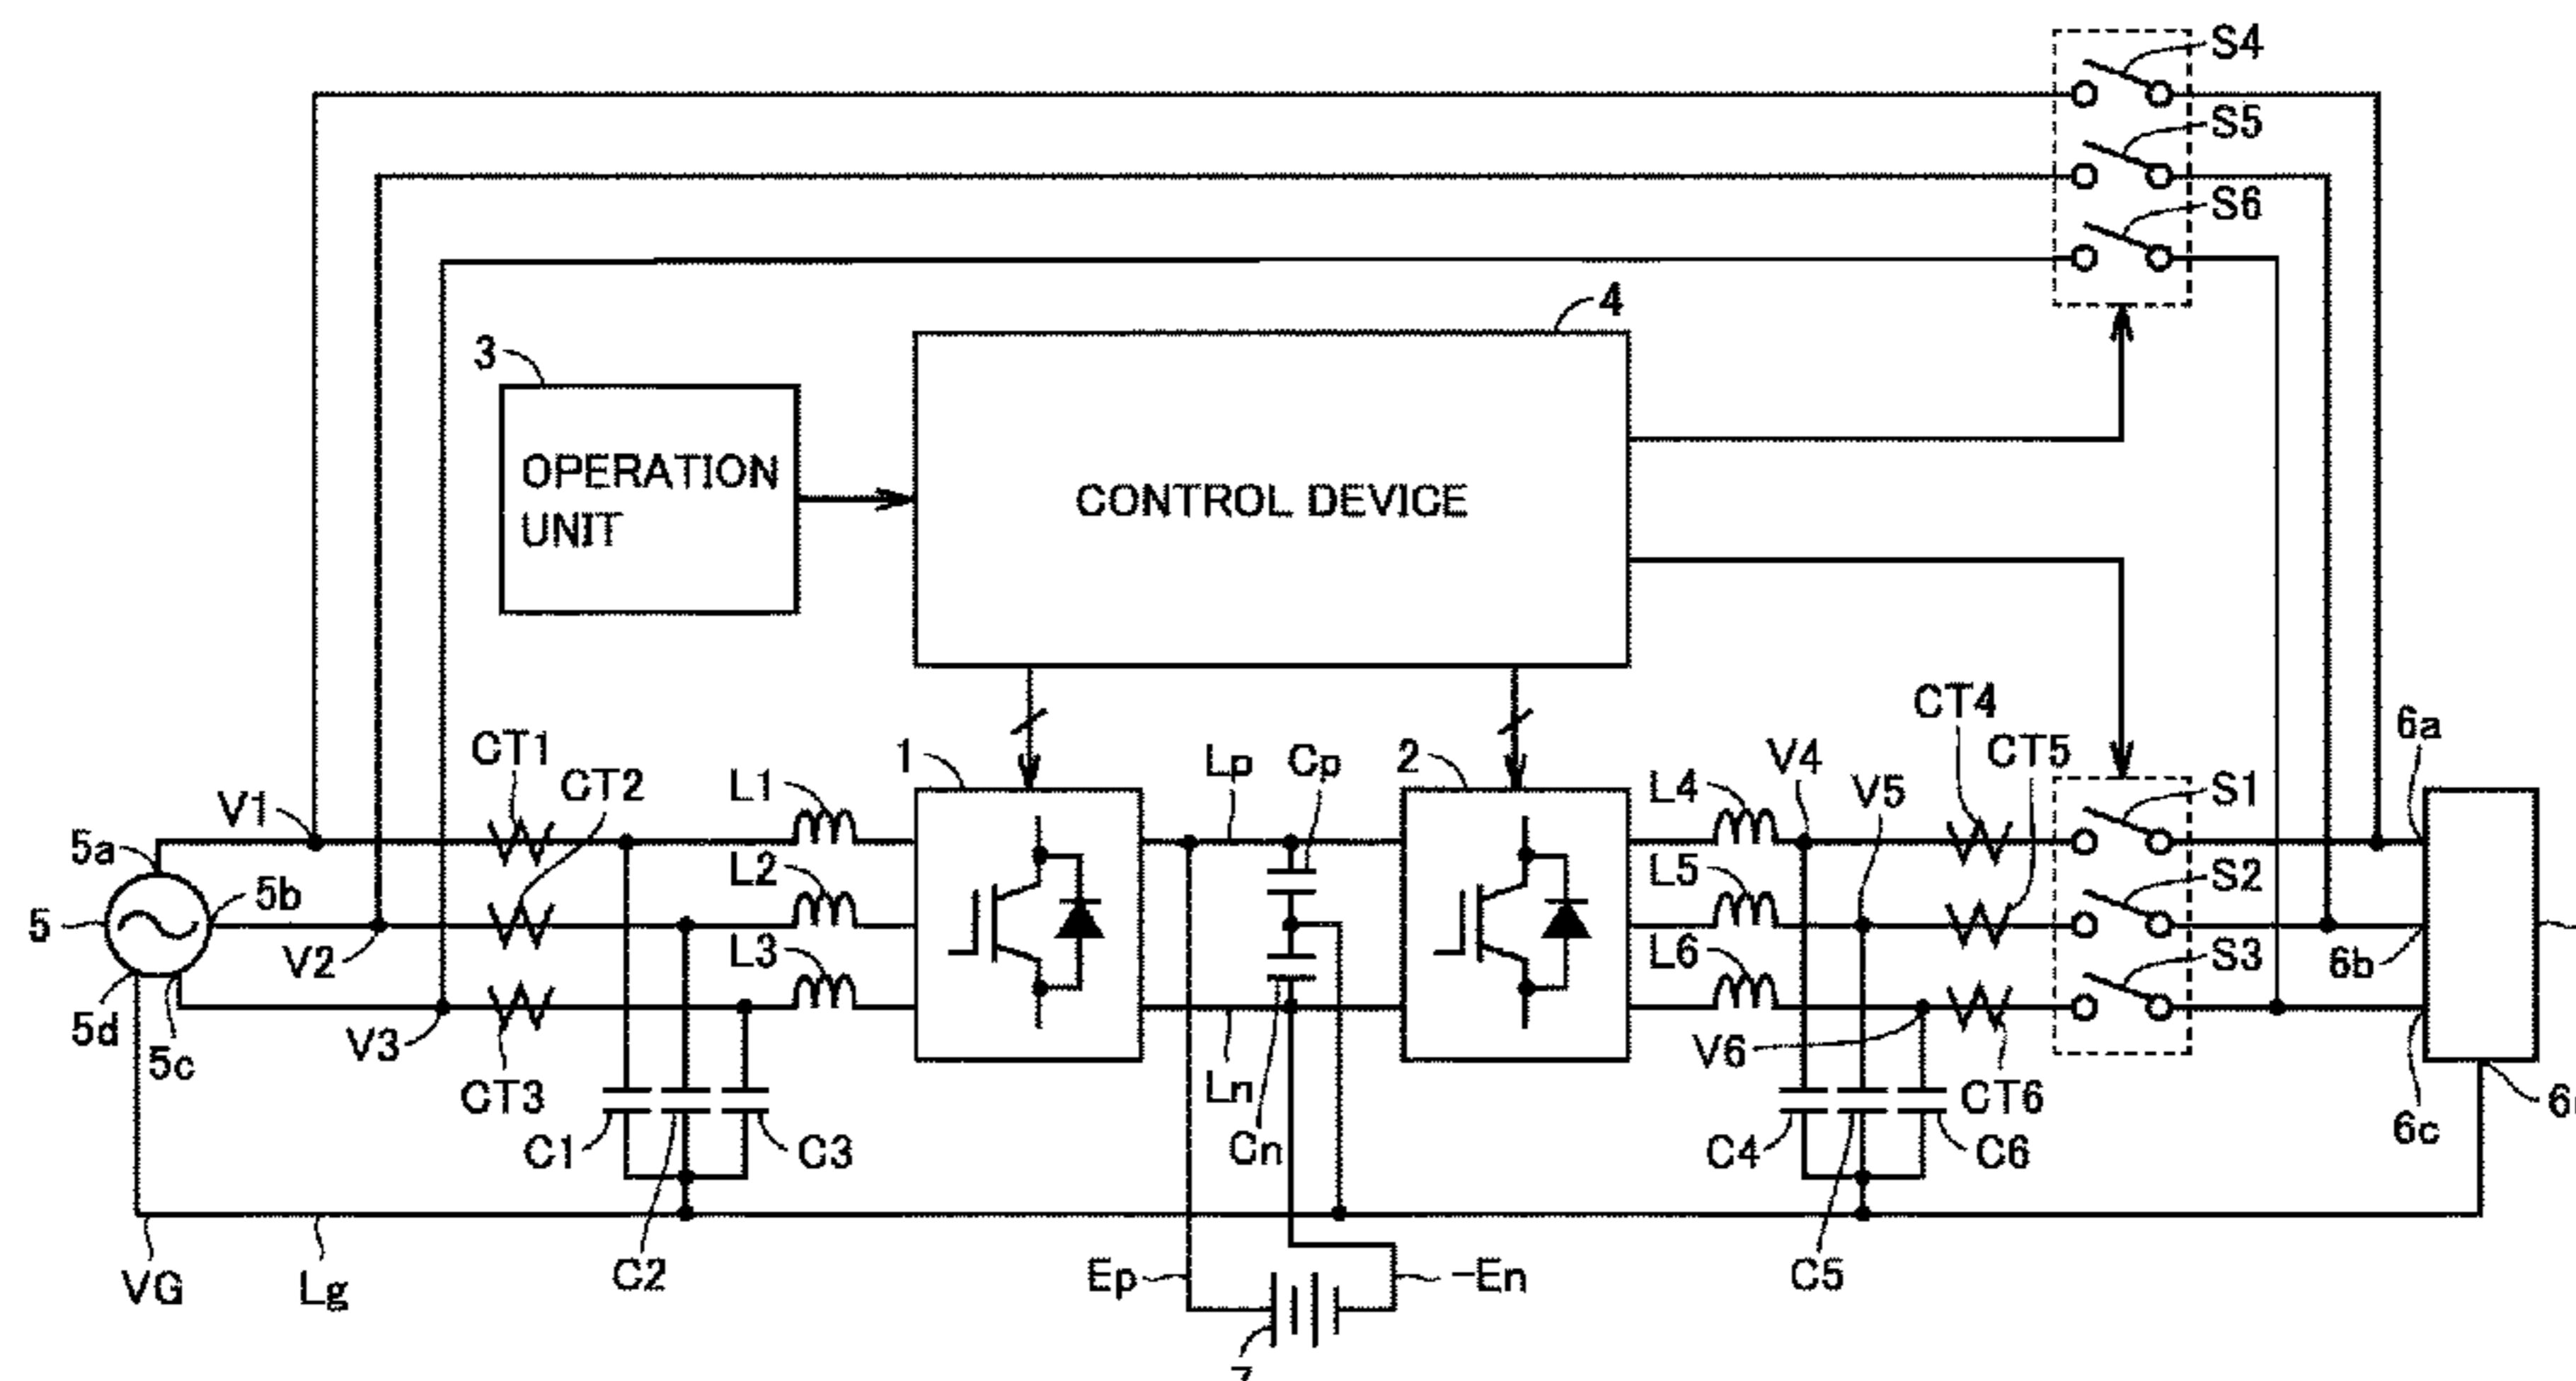 S4
S5
S6
4
3
OPERATION
UNIT
CONTROL DEVICE
CT1
CT2
CT3
L1
L2
L3
1
Lp
Cp
2
L4
L5
L6
V4
V5
V6
CT4
CT5
CT6
S1
S2
S3
6a
6b
6c
V1
V2
V3
5a
5b
5
5d
5c
C1
C2
C3
Ln
Cn
C4
C5
C6
VG
Lg
Ep
-En